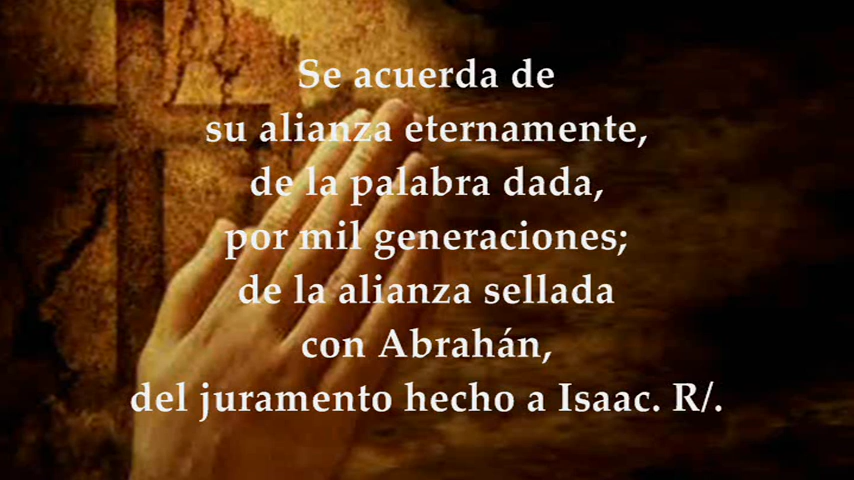 Se acuerda de
su alianza eternamente,
de la palabra dada,
por mil generaciones;
de la alianza sellada
con Abrahán,
del juramento hecho a Isaac. R/.